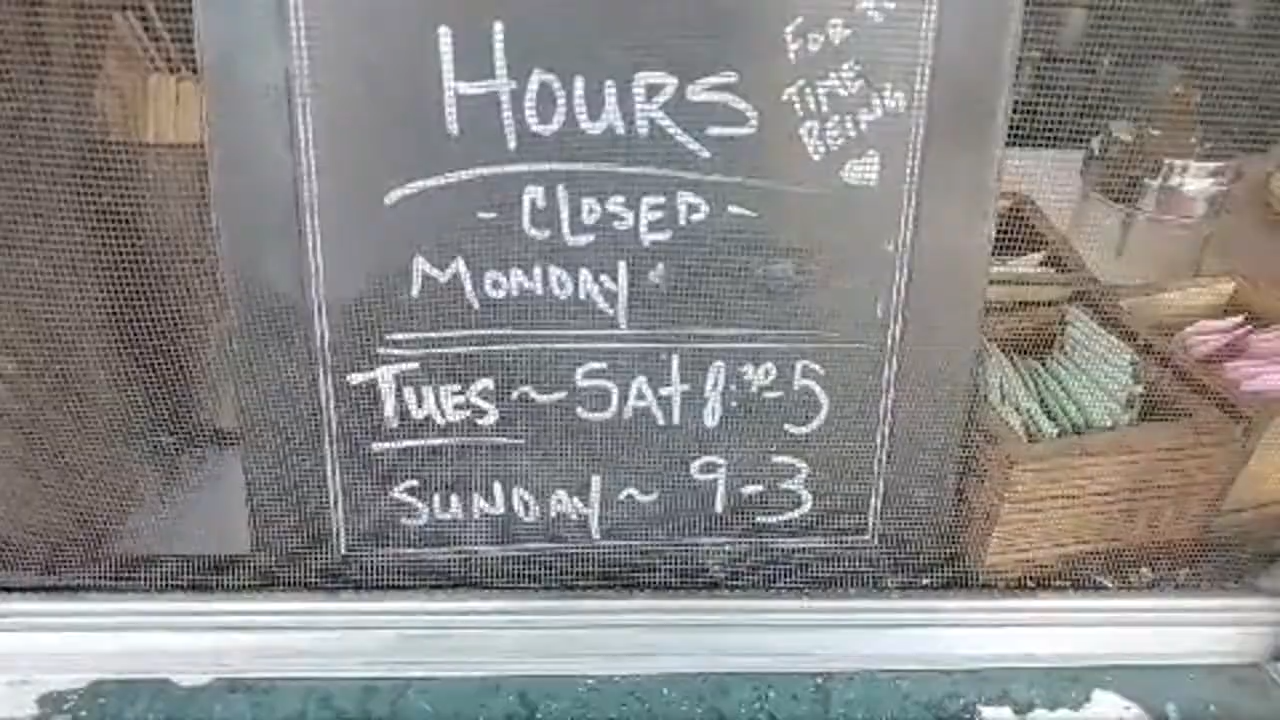 HOURS
FOR
TIME
BEING
- CLOSED -
MONDAY
TUES ~ SAT 8:30-5
SUNDAY ~ 9-3